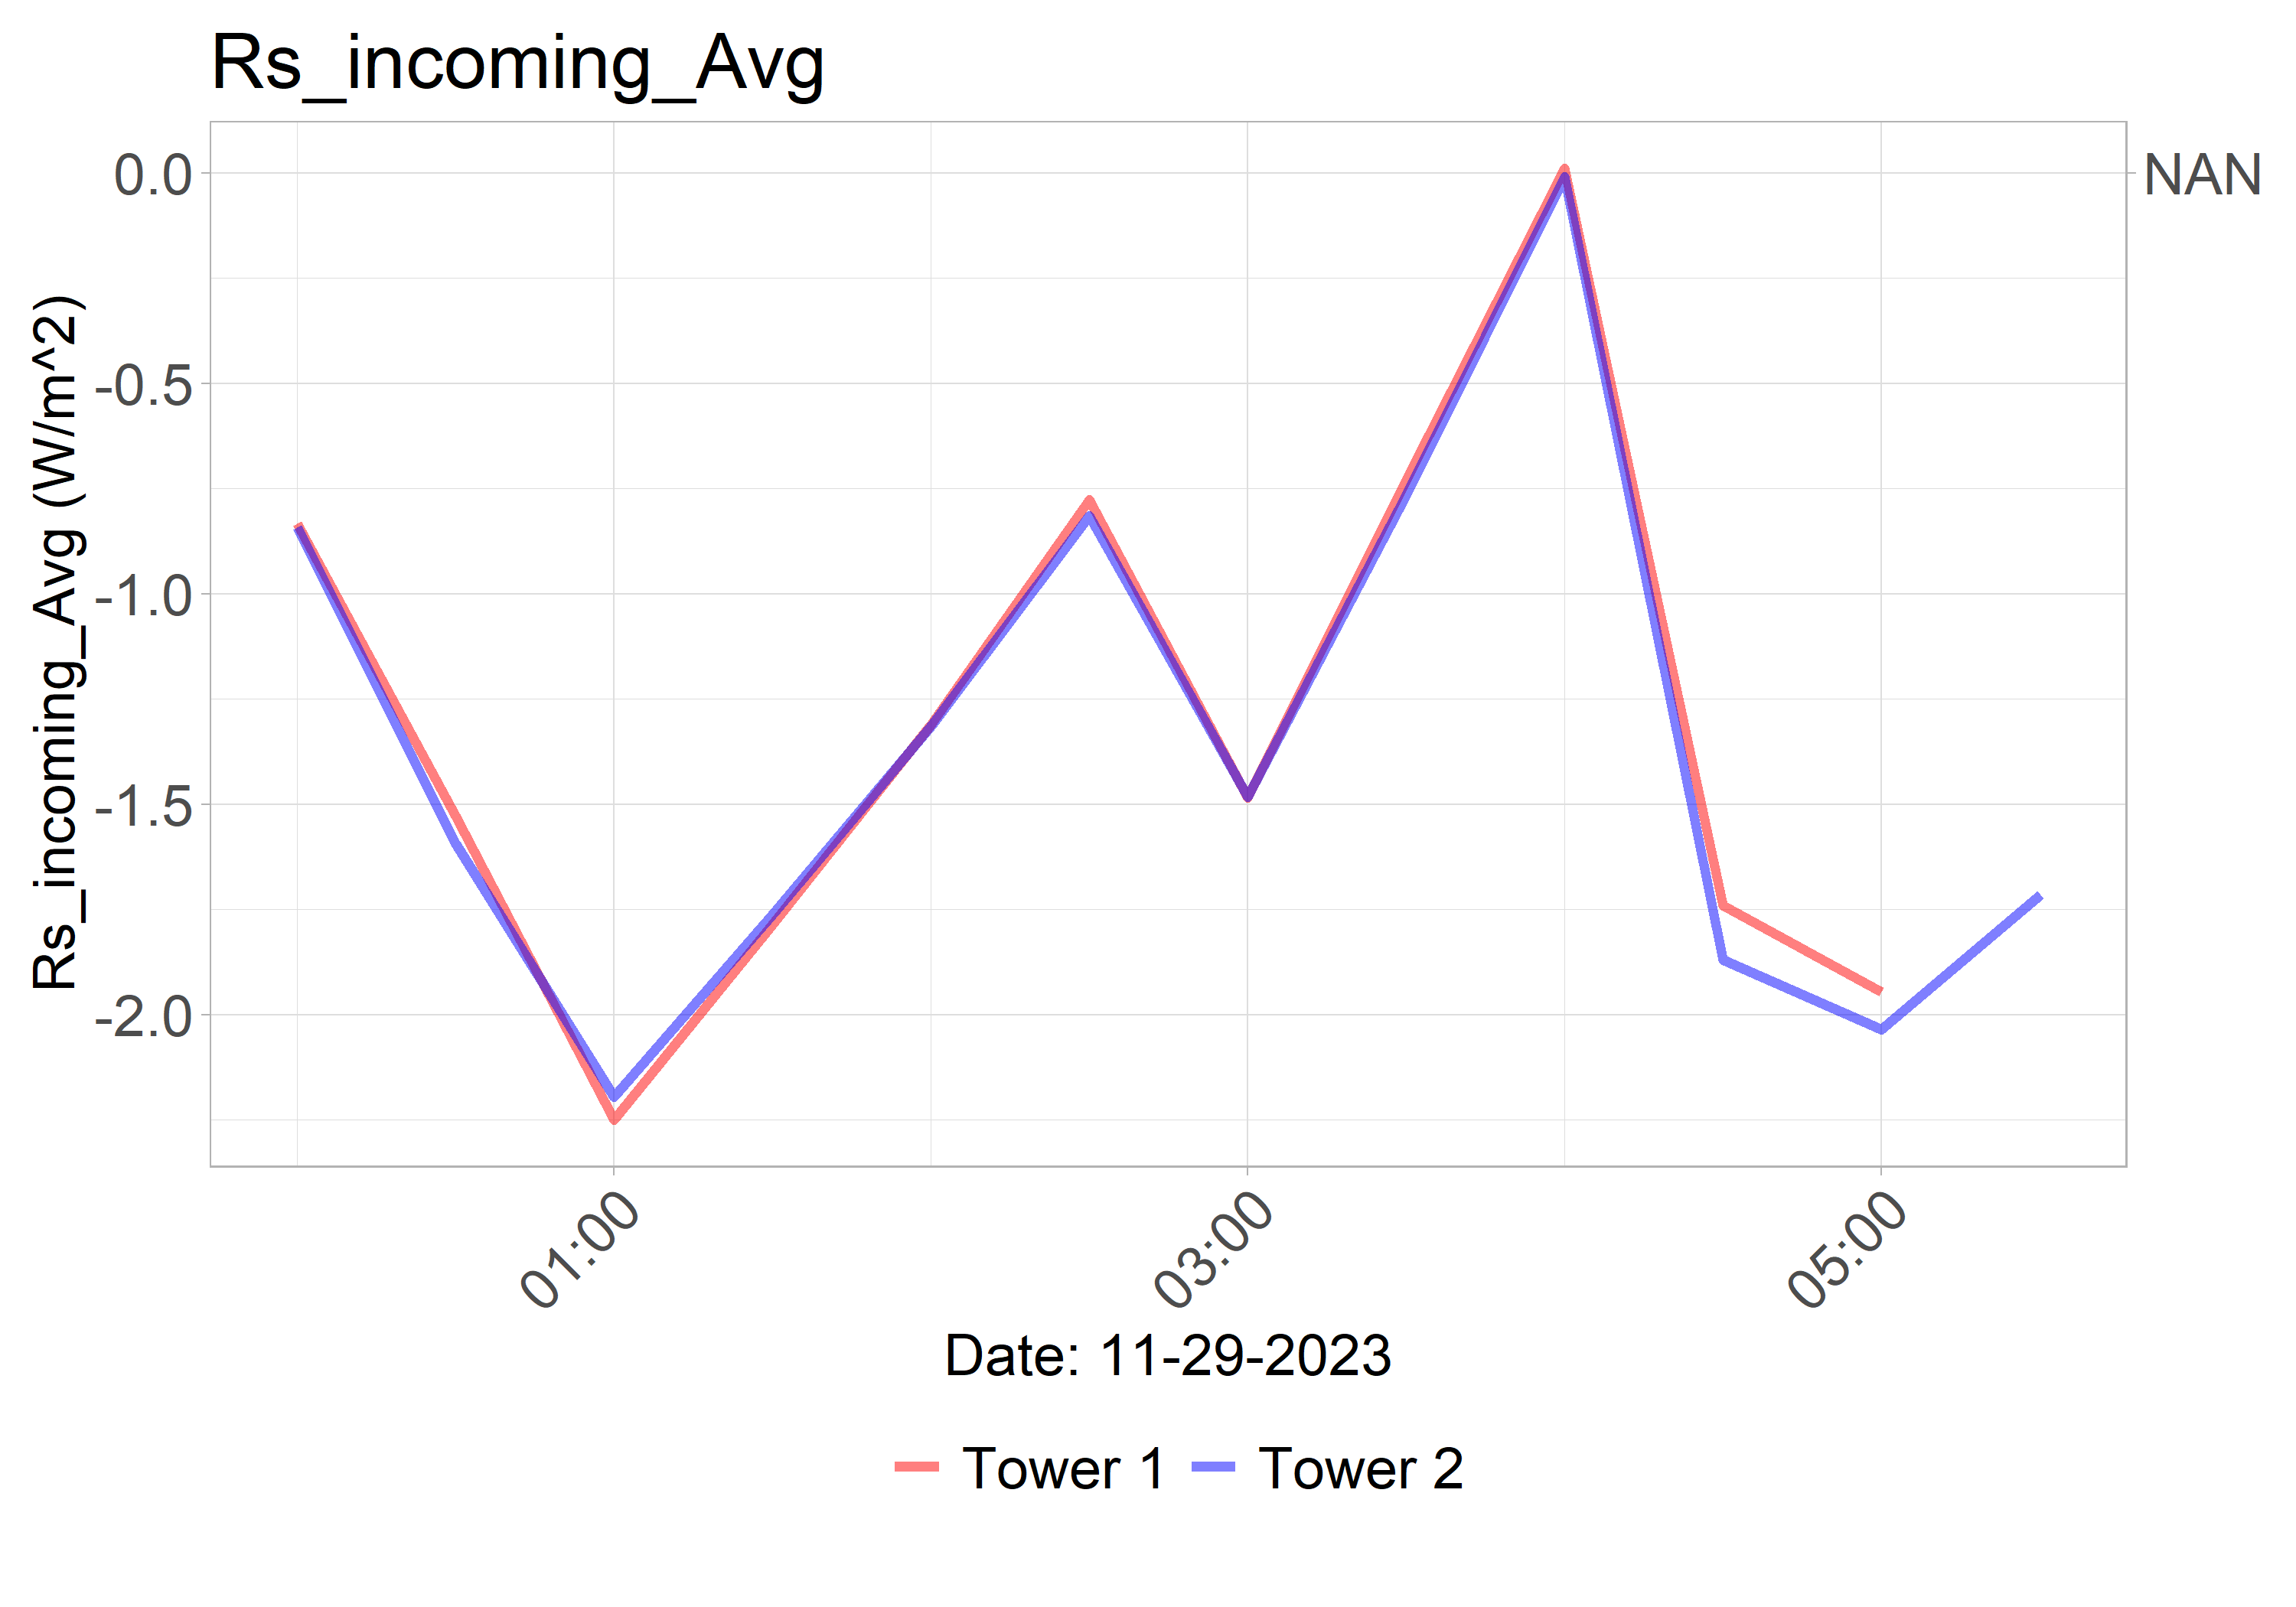 Rs_incoming_Avg
Rs_incoming_Avg (W/m^2)
0.0
-0.5
-1.0
-1.5
-2.0
NAN
01:00
03:00
05:00
Date: 11-29-2023
Tower 1
Tower 2